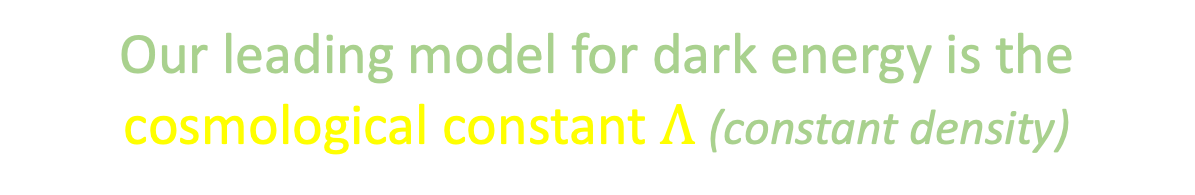 Our leading model for dark energy is the
cosmological constant Λ (constant density)